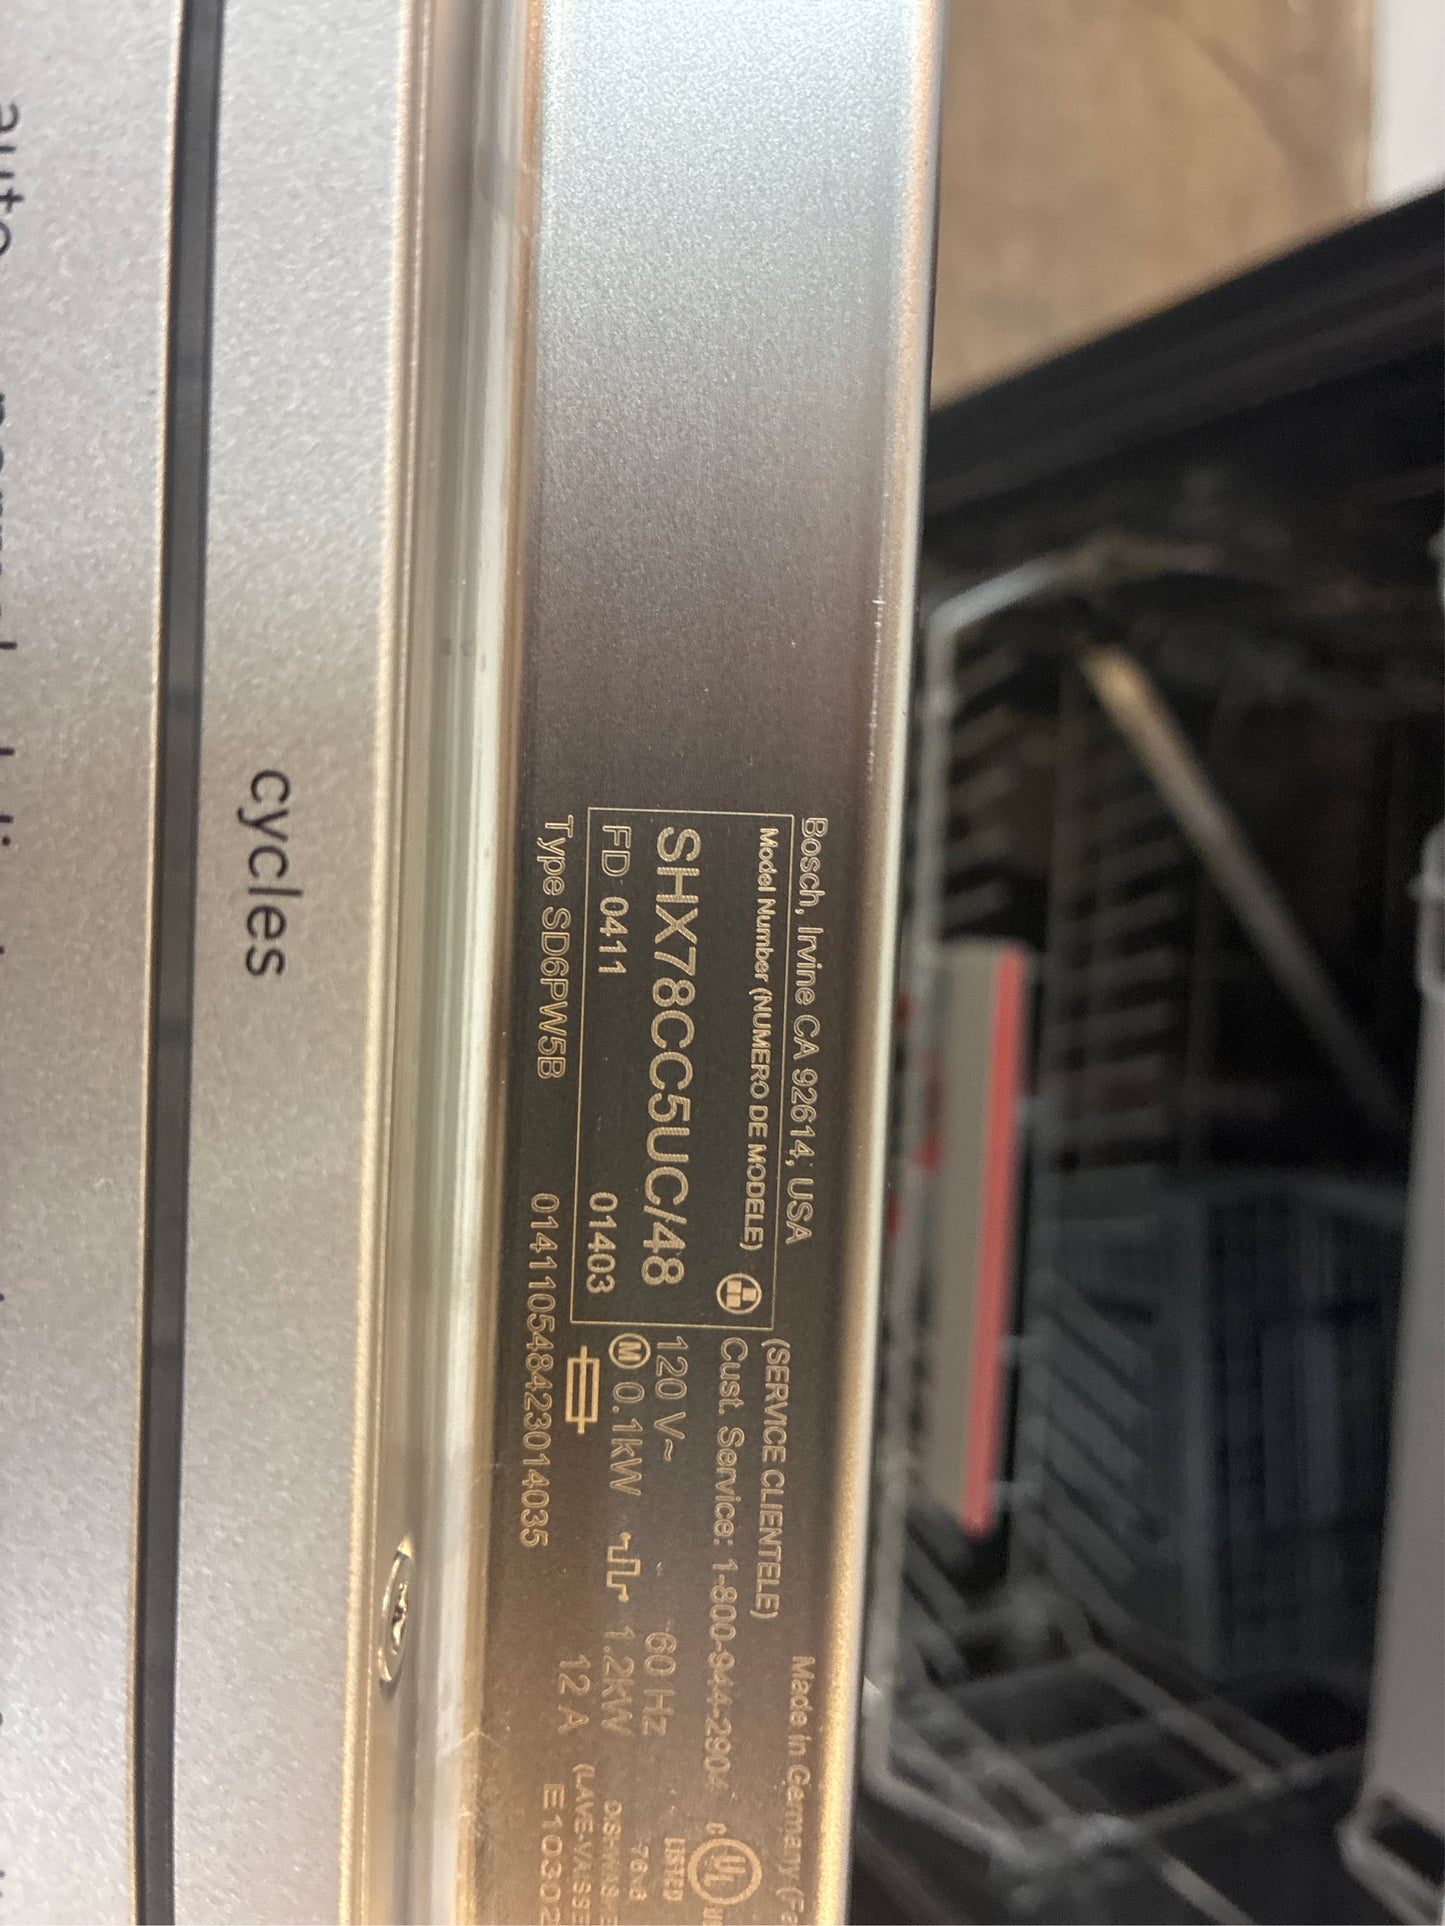 Bosch, Irvine CA 92614, USA
Made in Germany
Model Number (NUMERO DE MODELE)
(SERVICE CLIENTELE)
Cust. Service: 1-800-944-2904
SHX78CC5UC/48
120 V~ 60 Hz
LISTED
FD 0411 01403
M 0.1kW 1.2kW
12 A
Type SD6PW5B 014110548423014035
cycles
auto